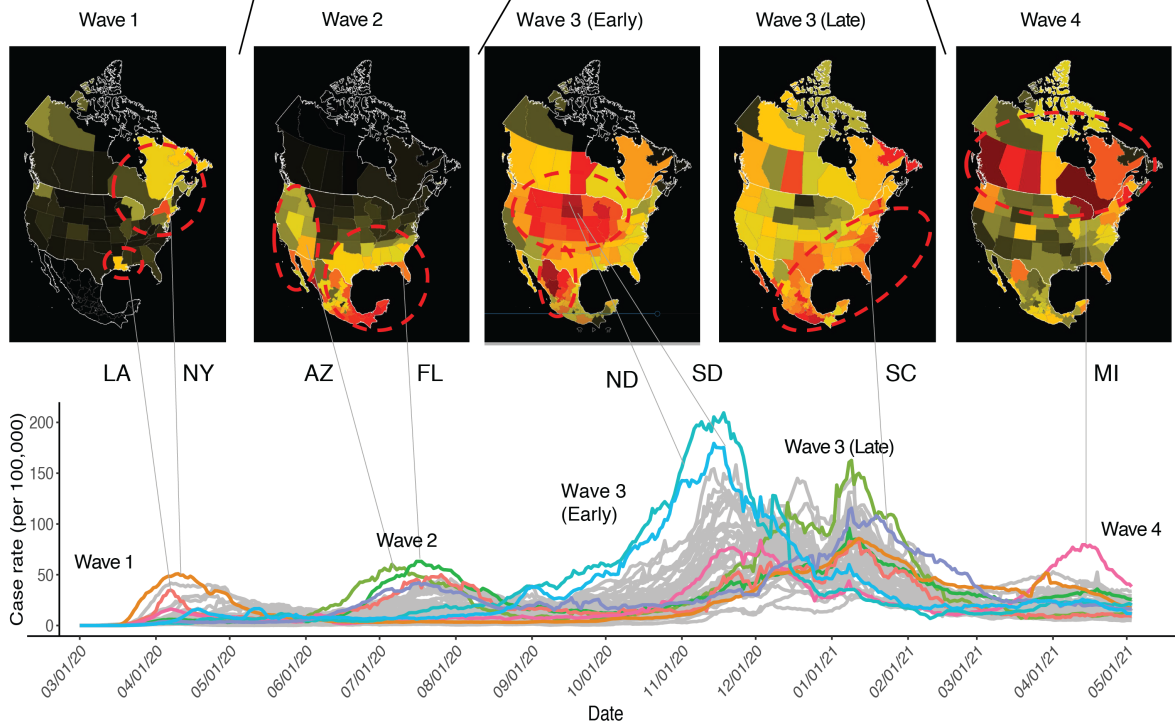 Wave 1
Wave 2
Wave 3 (Early)
Wave 3 (Late)
Wave 4
LA
NY
AZ
FL
ND
SD
SC
MI
Case rate (per 100,000)
200
150
100
50
0
Wave 1
Wave 2
Wave 3
(Early)
Wave 3 (Late)
Wave 4
03/01/20
04/01/20
05/01/20
06/01/20
07/01/20
08/01/20
09/01/20
10/01/20
11/01/20
12/01/20
01/01/21
02/01/21
03/01/21
04/01/21
05/01/21
Date